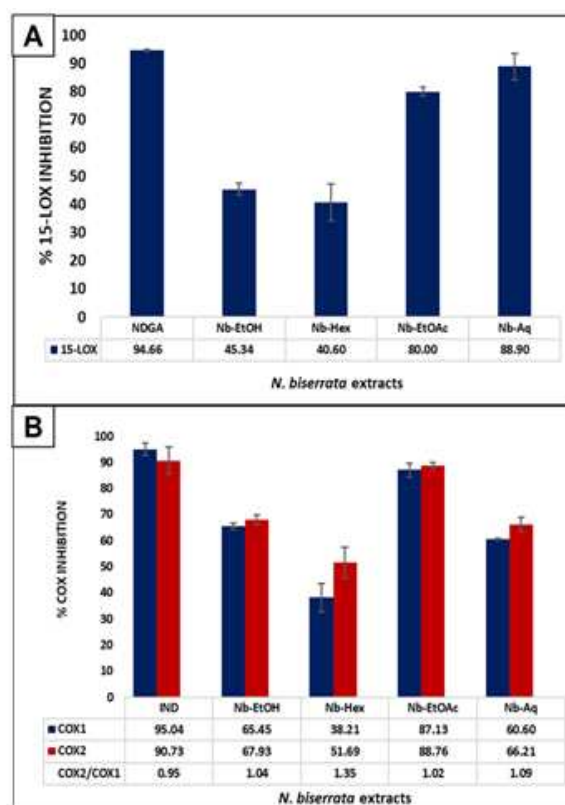 A
% 15-LOX INHIBITION
100
90
80
70
60
50
40
30
20
10
0
NDGA Nb-EtOH Nb-Hex Nb-EtOAc Nb-Aq
15-LOX 94.66 45.34 40.60 80.00 88.90
N. biserrata extracts
B
% COX INHIBITION
100
90
80
70
60
50
40
30
20
10
0
IND Nb-EtOH Nb-Hex Nb-EtOAc Nb-Aq
COX1 95.04 65.45 38.21 87.13 60.60
COX2 90.73 67.93 51.69 88.76 66.21
COX2/COX1 0.95 1.04 1.35 1.02 1.09
N. biserrata extracts